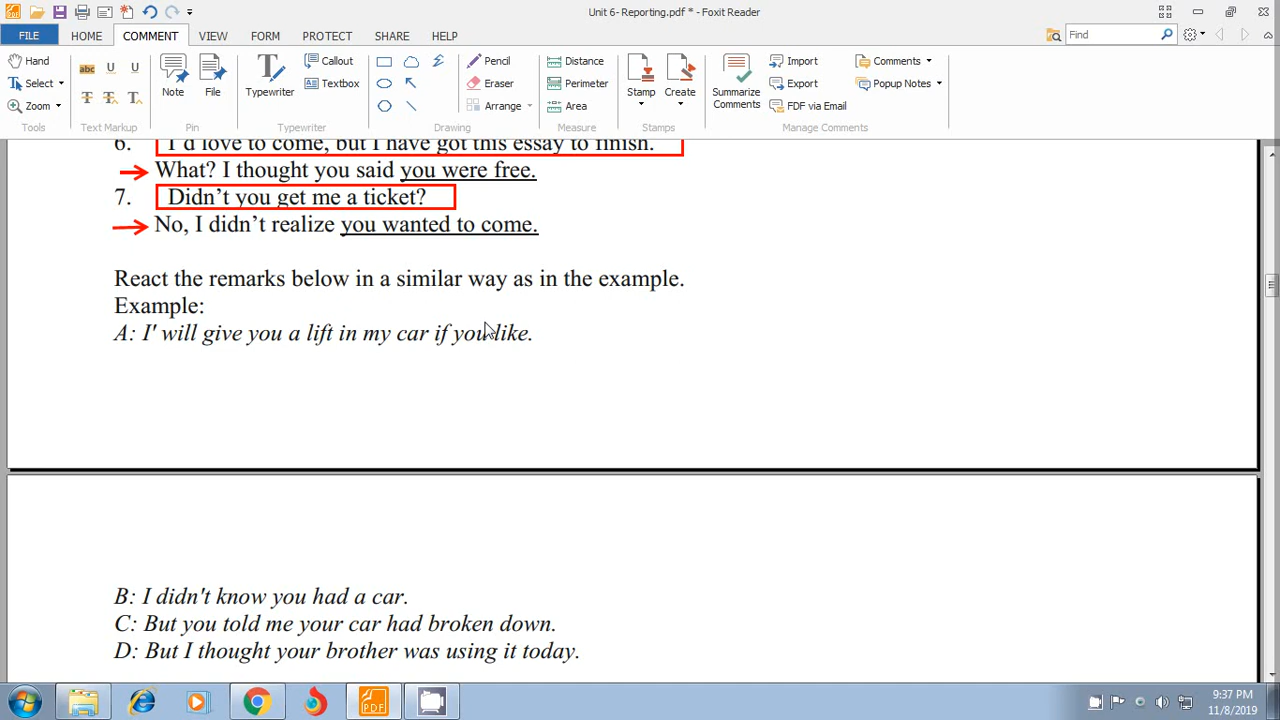 Unit 6- Reporting.pdf * - Foxit Reader
FILE HOME COMMENT VIEW FORM PROTECT SHARE HELP
Find
Hand
Select
Zoom
Tools
abc U U
T T T
Text Markup
Note File
Pin
Typewriter
Callout
Textbox
Typewriter
Pencil
Eraser
Arrange
Drawing
Distance
Perimeter
Area
Measure
Stamp Create
Stamps
Summarize Comments
Import
Export
FDF via Email
Comments
Popup Notes
Manage Comments
6. I'd love to come, but I have got this essay to finish.
What? I thought you said you were free.
7. Didn't you get me a ticket?
No, I didn't realize you wanted to come.
React the remarks below in a similar way as in the example.
Example:
A: I' will give you a lift in my car if you like.
B: I didn't know you had a car.
C: But you told me your car had broken down.
D: But I thought your brother was using it today.
PDF
9:37 PM
11/8/2019